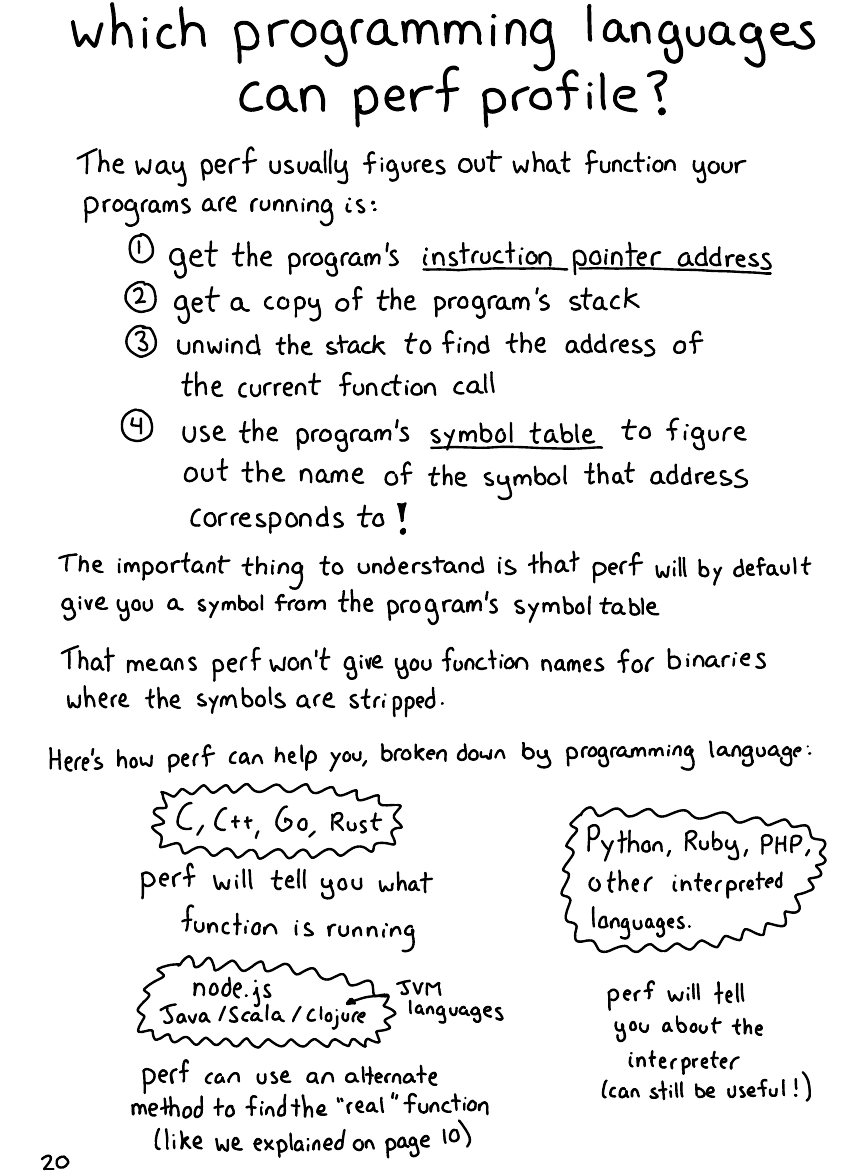 which programming languages
can perf profile?
The way perf usually figures out what function your
programs are running is:
① get the program's instruction pointer address
② get a copy of the program's stack
③ unwind the stack to find the address of
the current function call
④ use the program's symbol table to figure
out the name of the symbol that address
corresponds to!
The important thing to understand is that perf will by default
give you a symbol from the program's symbol table
That means perf won't give you function names for binaries
where the symbols are stripped.
Here's how perf can help you, broken down by programming language:
C, C++, Go, Rust
perf will tell you what
function is running
node.js
Java/Scala/Clojure
JVM
languages
perf can use an alternate
method to find the "real" function
(like we explained on page 10)
Python, Ruby, PHP,
other interpreted
languages.
perf will tell
you about the
interpreter
(can still be useful!)
20